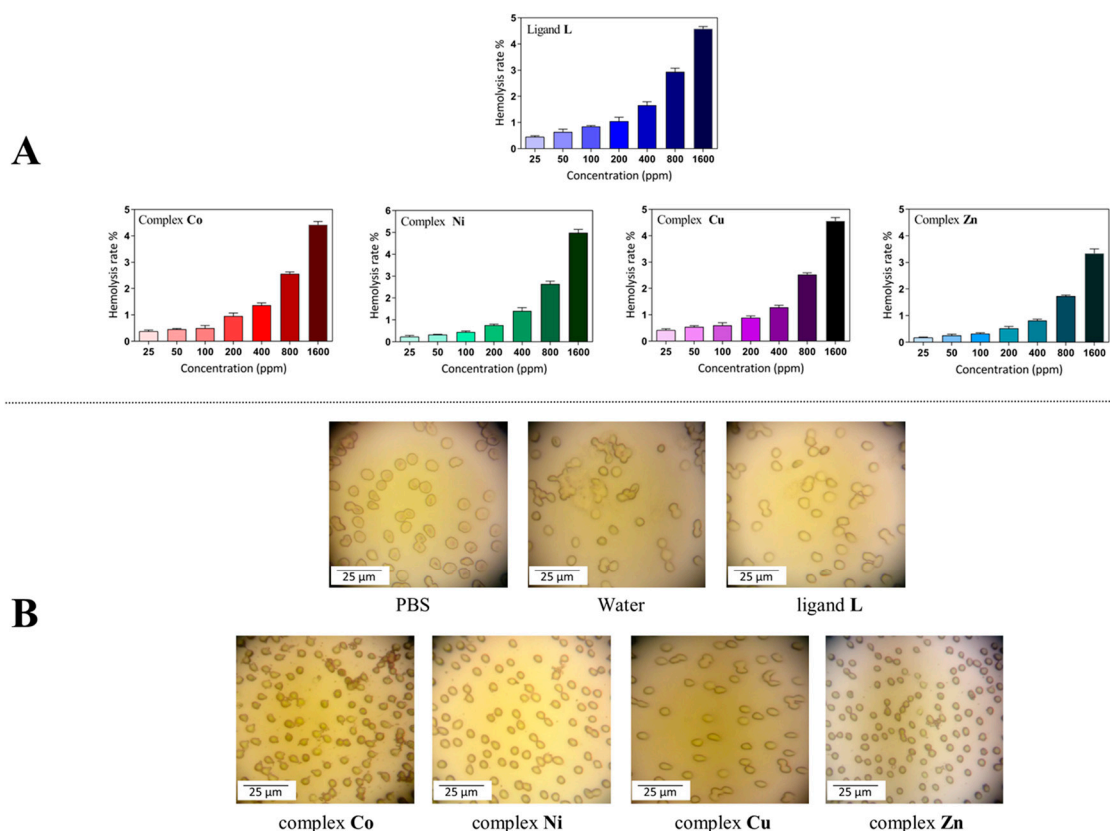 A
Ligand L
Hemolysis rate %
5
4
3
2
1
0
25 50 100 200 400 800 1600
Concentration (ppm)
Complex Co
Hemolysis rate %
5
4
3
2
1
0
25 50 100 200 400 800 1600
Concentration (ppm)
Complex Ni
Hemolysis rate %
6
5
4
3
2
1
0
25 50 100 200 400 800 1600
Concentration (ppm)
Complex Cu
Hemolysis rate %
5
4
3
2
1
0
25 50 100 200 400 800 1600
Concentration (ppm)
Complex Zn
Hemolysis rate %
5
4
3
2
1
0
25 50 100 200 400 800 1600
Concentration (ppm)
B
25 μm
PBS
25 μm
Water
25 μm
ligand L
25 μm
complex Co
25 μm
complex Ni
25 μm
complex Cu
25 μm
complex Zn